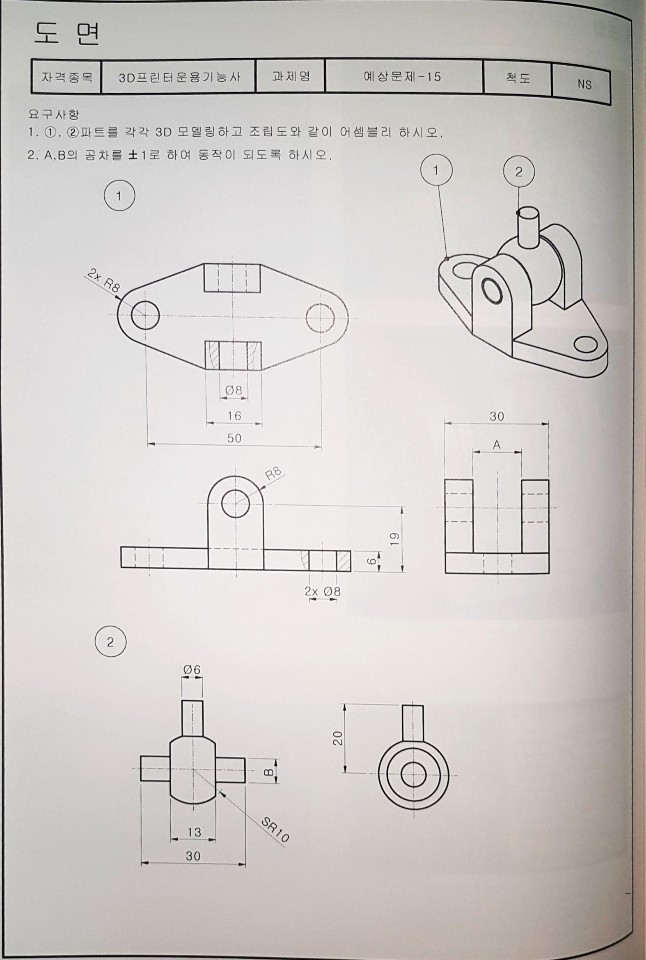 도 면
자격종목 3D프린터운용기능사 과제명 예상문제-15 척도 NS
요구사항
1. ①, ②파트를 각각 3D 모델링하고 조립도와 같이 어셈블리 하시오.
2. A,B의 공차를 ±1로 하여 동작이 되도록 하시오.
1
1
2
2x R8
Ø8
16
50
30
A
R8
19
6
2x Ø8
2
Ø6
B
SR10
13
30
20